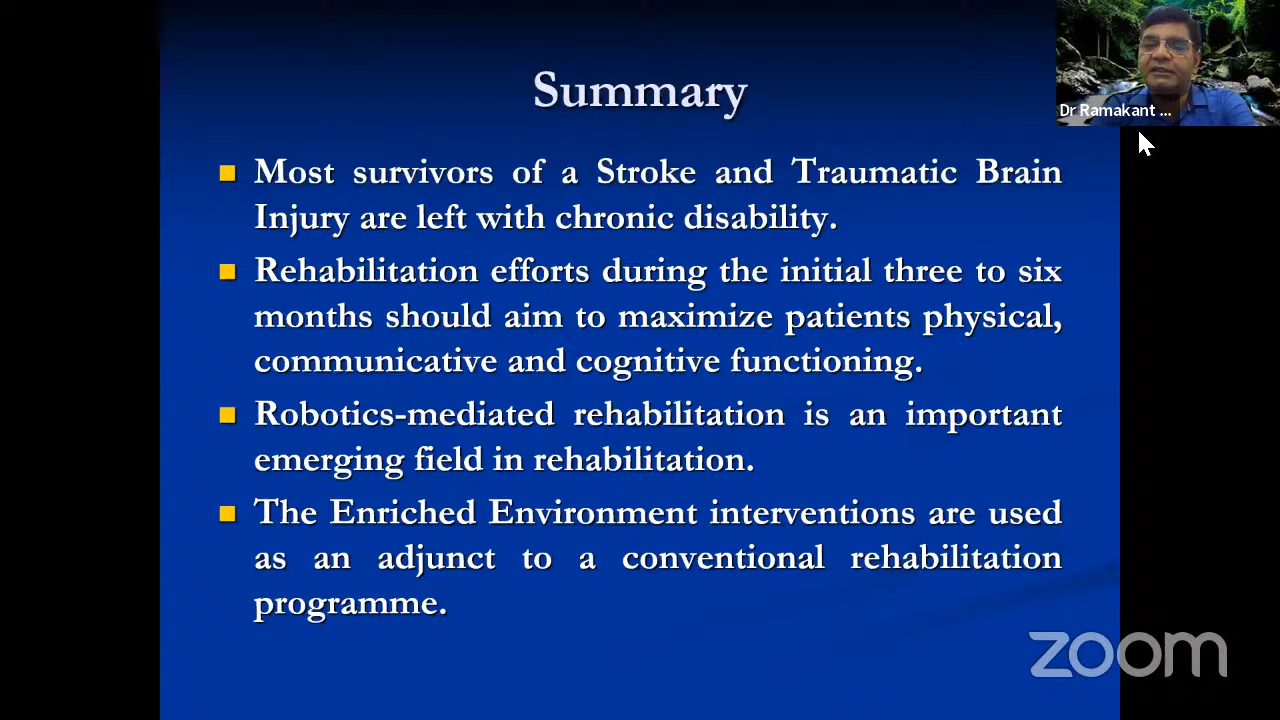 Summary
Dr Ramakant ...
Most survivors of a Stroke and Traumatic Brain
Injury are left with chronic disability.
Rehabilitation efforts during the initial three to six
months should aim to maximize patients physical,
communicative and cognitive functioning.
Robotics-mediated rehabilitation is an important
emerging field in rehabilitation.
The Enriched Environment interventions are used
as an adjunct to a conventional rehabilitation
programme.
zoom